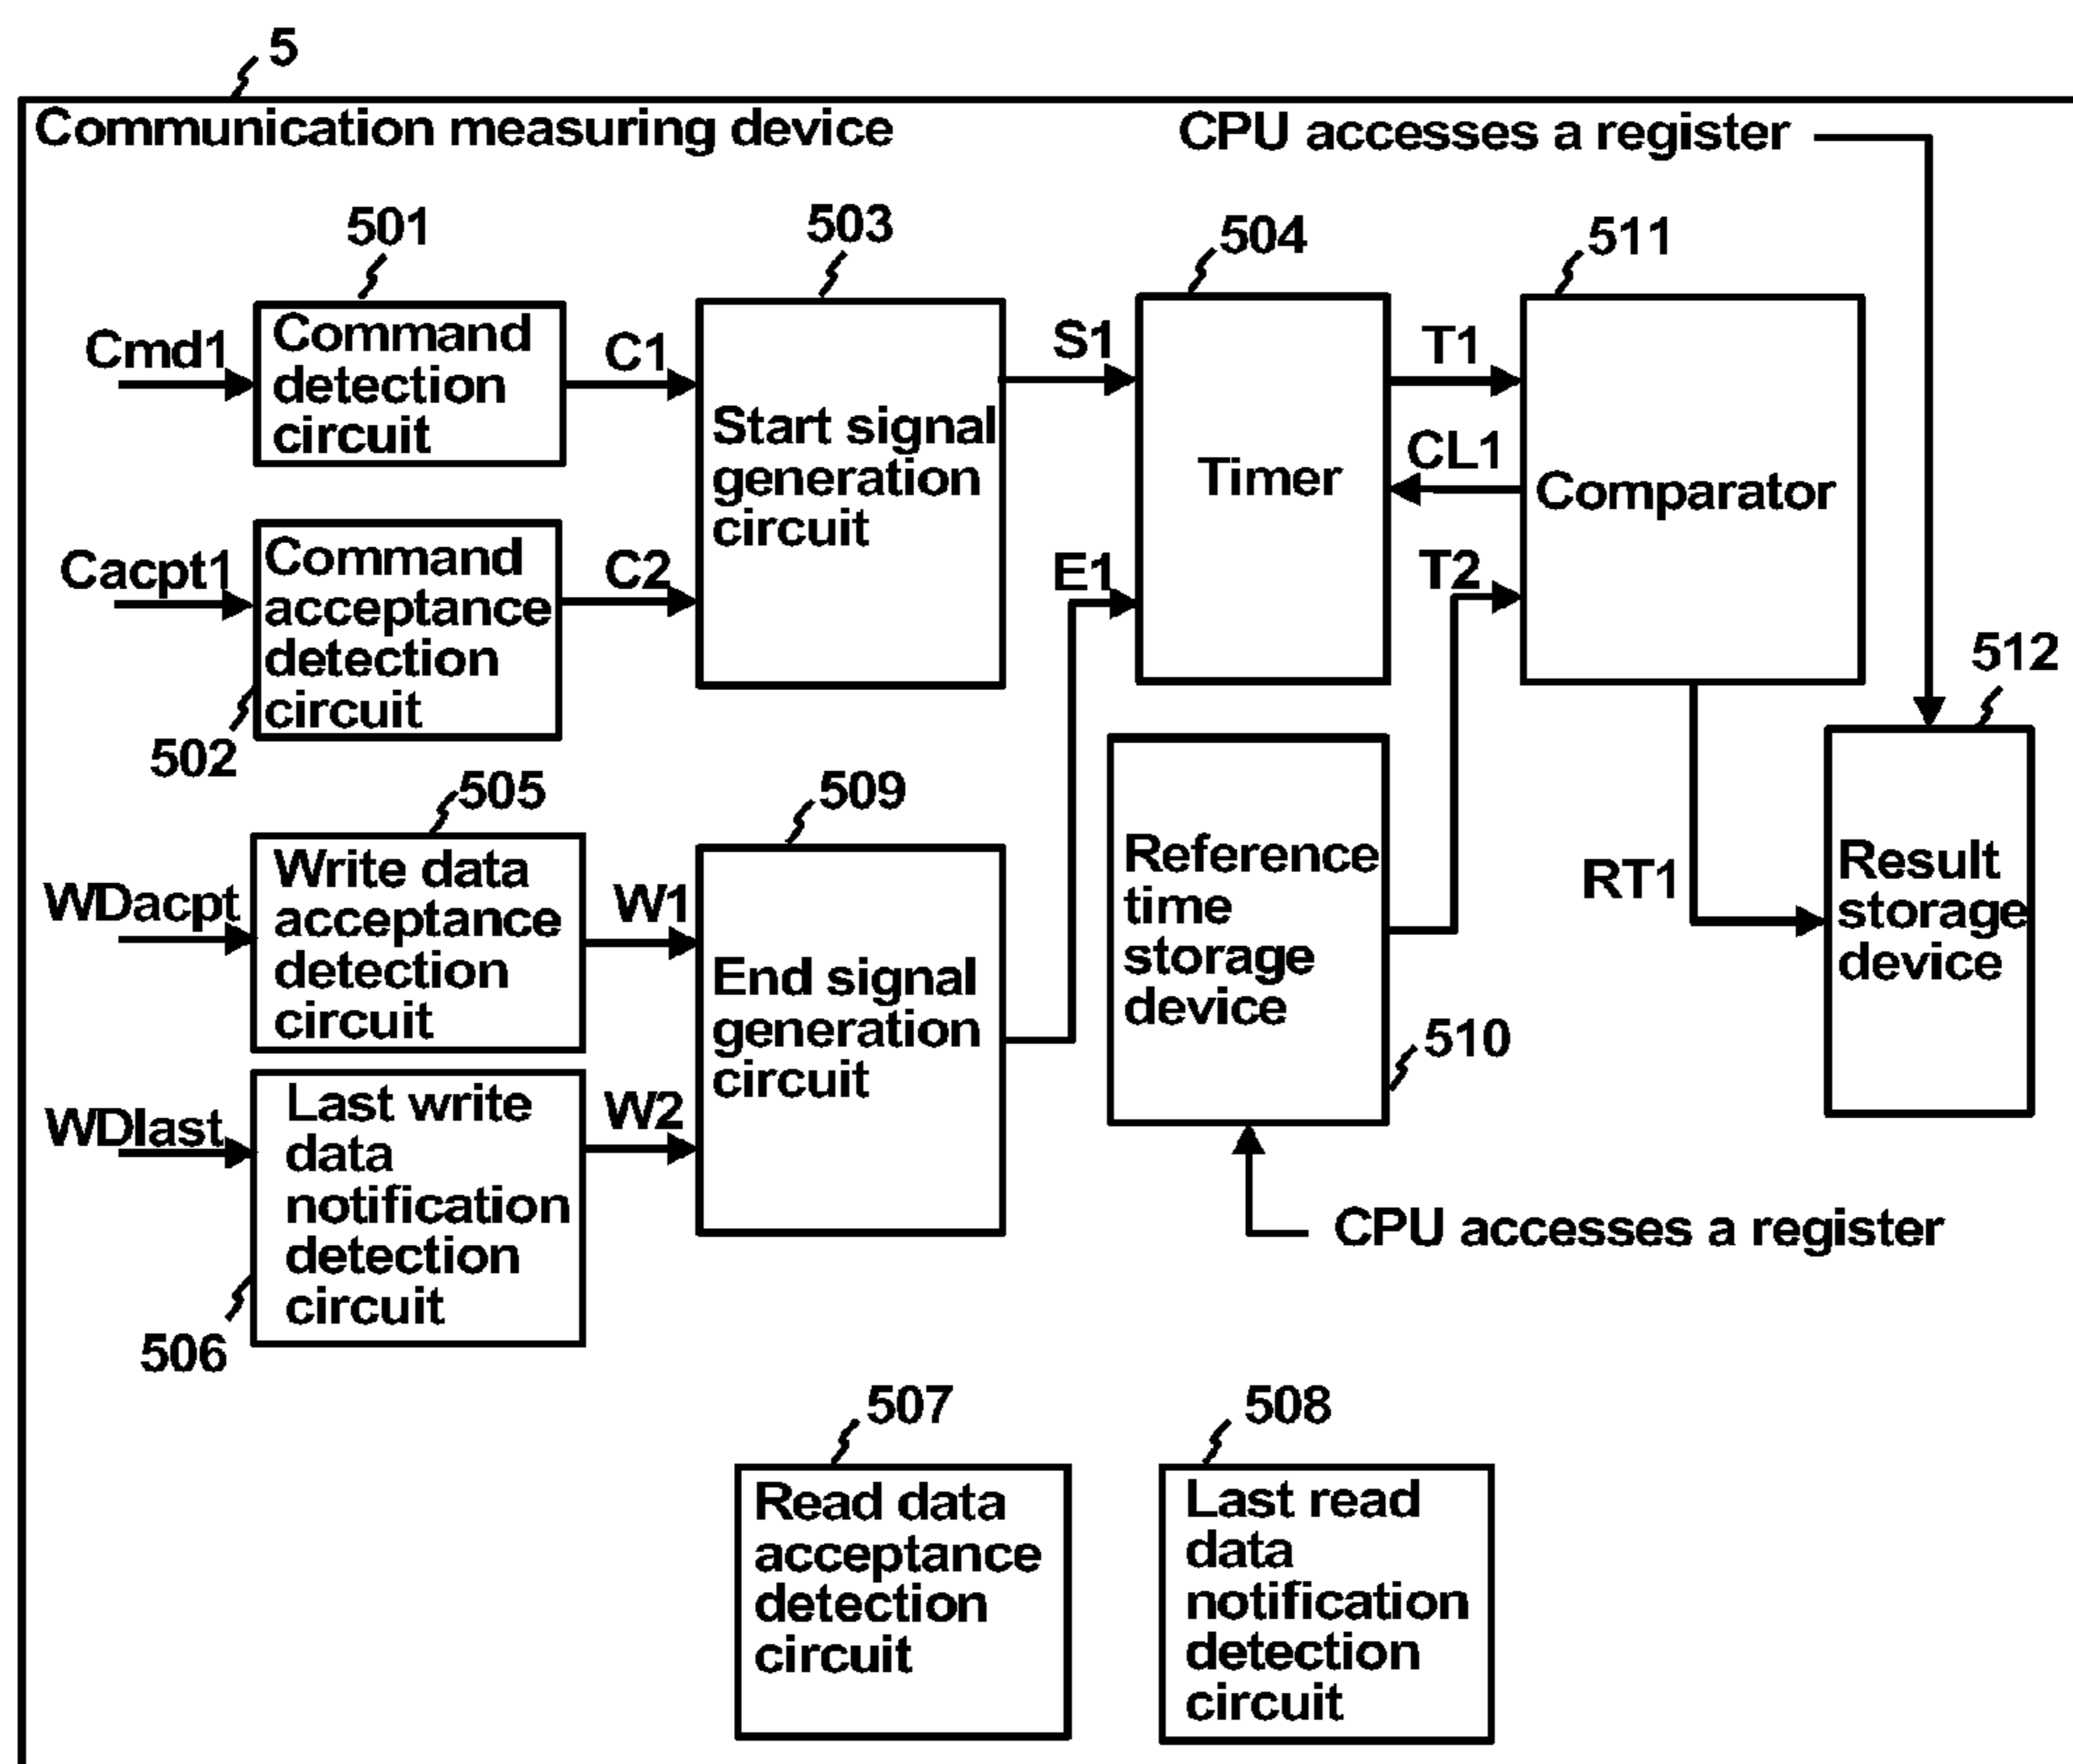 5
Communication measuring device
CPU accesses a register
501
503
504
511
Cmd1
Command
detection
circuit
C1
Start signal
generation
circuit
S1
Timer
T1
CL1
Comparator
Cacpt1
Command
acceptance
detection
circuit
C2
E1
T2
502
512
505
509
WDacpt
Write data
acceptance
detection
circuit
W1
End signal
generation
circuit
Reference
time
storage
device
RT1
Result
storage
device
510
WDlast
Last write
data
notification
detection
circuit
W2
CPU accesses a register
506
507
508
Read data
acceptance
detection
circuit
Last read
data
notification
detection
circuit